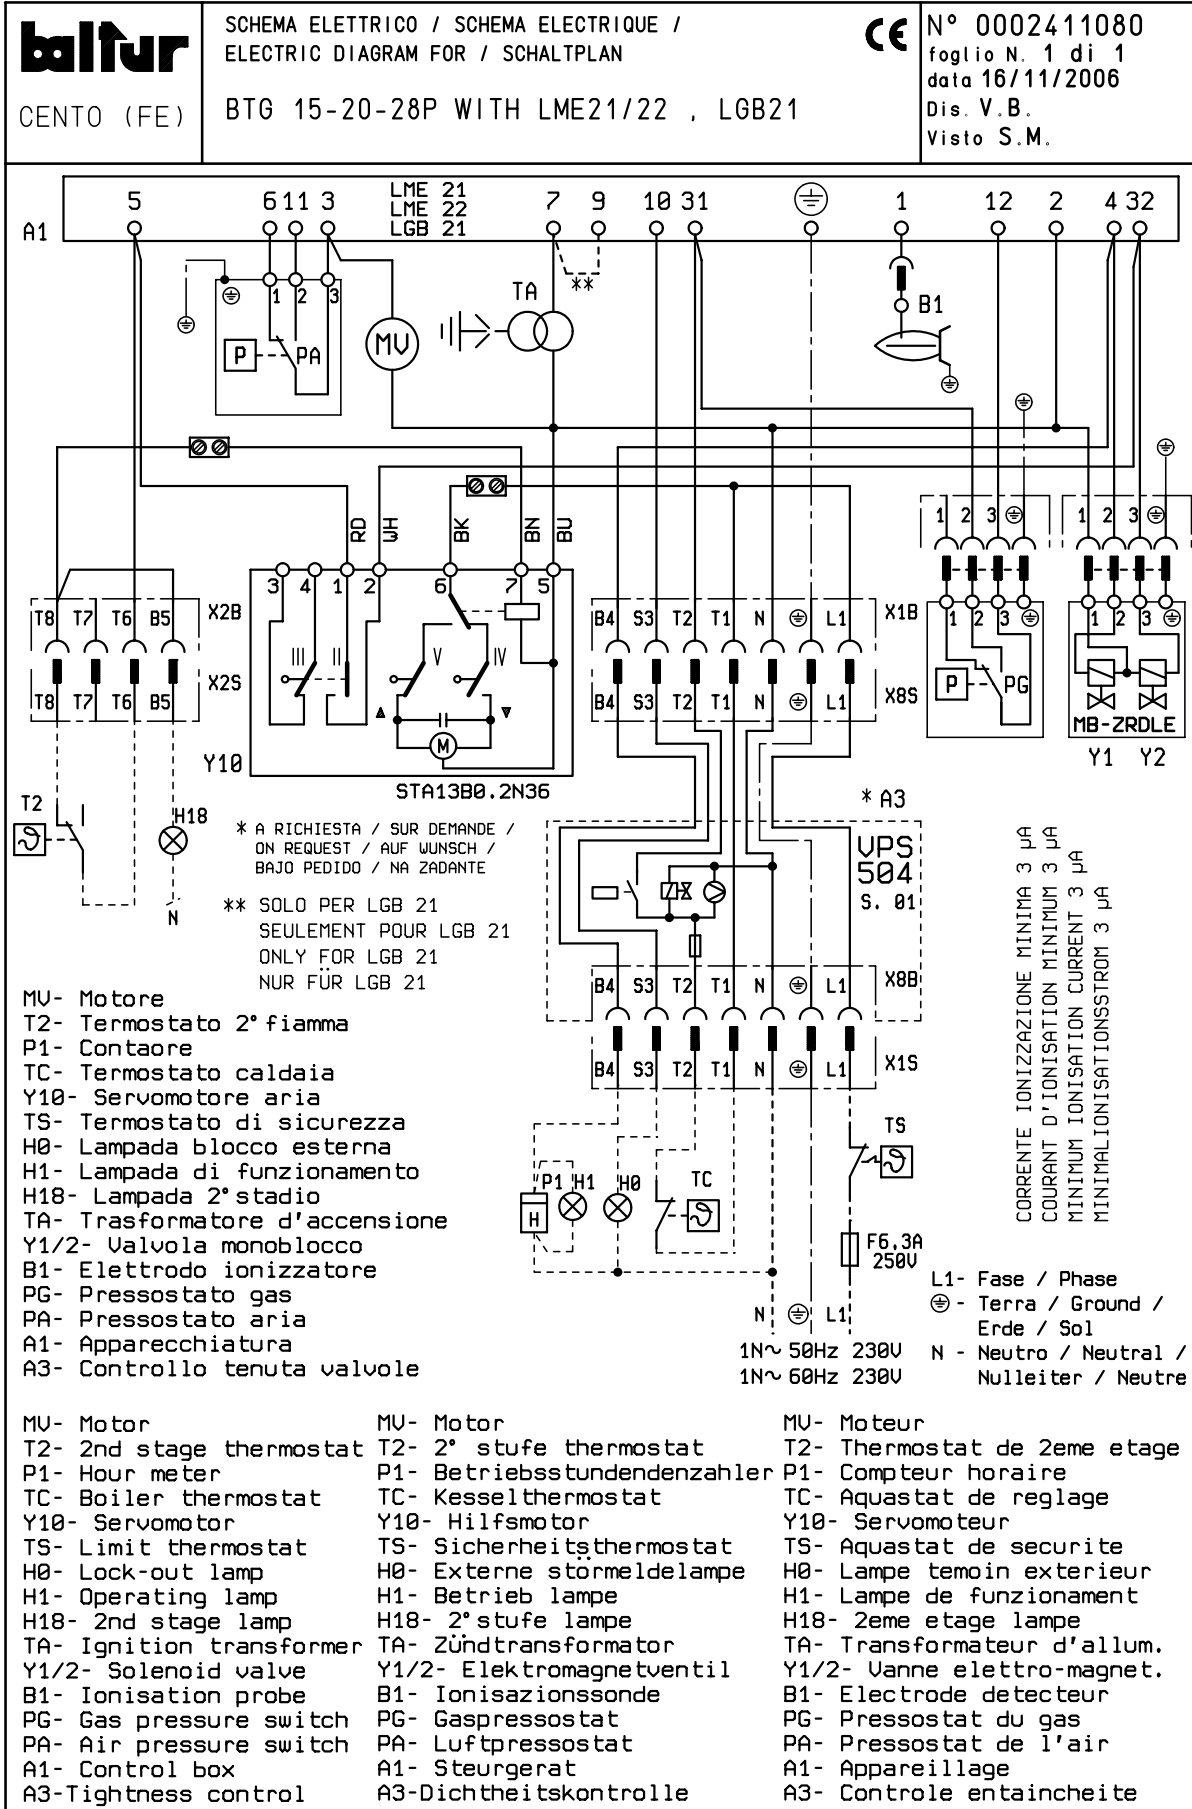 baltur
CENTO (FE)
SCHEMA ELETTRICO / SCHEMA ELECTRIQUE /
ELECTRIC DIAGRAM FOR / SCHALTPLAN
BTG 15-20-28P WITH LME21/22 , LGB21
CE
N° 0002411080
foglio N. 1 di 1
data 16/11/2006
Dis. V.B.
Visto S.M.
A1
5 6 11 3
LME 21
LME 22
LGB 21
7 9 10 31 1 12 2 4 32
**
TA
1 2 3
P PA
MV
B1
RD WH BK BN BU
3 4 1 2 6 7 5
1 2 3
1 2 3
T8 T7 T6 B5 X2B
T8 T7 T6 B5 X2S
III II V IV
M
Y10
STA13B0.2N36
B4 S3 T2 T1 N L1 X1B
B4 S3 T2 T1 N L1 X8S
1 2 3
P PG
1 2 3
MB-ZRDLE
Y1 Y2
T2
H18
N
* A RICHIESTA / SUR DEMANDE /
ON REQUEST / AUF WUNSCH /
BAJO PEDIDO / NA ZADANTE
** SOLO PER LGB 21
SEULEMENT POUR LGB 21
ONLY FOR LGB 21
NUR FÜR LGB 21
* A3
VPS
504
S. 01
B4 S3 T2 T1 N L1 X8B
B4 S3 T2 T1 N L1 X1S
P1 H1 H0 TC TS
H
F6,3A
250V
N L1
1N~ 50Hz 230V
1N~ 60Hz 230V
CORRENTE IONIZZAZIONE MINIMA 3 µA
COURANT D'IONISATION MINIMUM 3 µA
MINIMUM IONISATION CURRENT 3 µA
MINIMALIONISATIONSSTROM 3 µA
L1- Fase / Phase
- Terra / Ground /
Erde / Sol
N - Neutro / Neutral /
Nulleiter / Neutre
MV- Motore
T2- Termostato 2° fiamma
P1- Contaore
TC- Termostato caldaia
Y10- Servomotore aria
TS- Termostato di sicurezza
H0- Lampada blocco esterna
H1- Lampada di funzionamento
H18- Lampada 2° stadio
TA- Trasformatore d'accensione
Y1/2- Valvola monoblocco
B1- Elettrodo ionizzatore
PG- Pressostato gas
PA- Pressostato aria
A1- Apparecchiatura
A3- Controllo tenuta valvole
MV- Motor
T2- 2nd stage thermostat
P1- Hour meter
TC- Boiler thermostat
Y10- Servomotor
TS- Limit thermostat
H0- Lock-out lamp
H1- Operating lamp
H18- 2nd stage lamp
TA- Ignition transformer
Y1/2- Solenoid valve
B1- Ionisation probe
PG- Gas pressure switch
PA- Air pressure switch
A1- Control box
A3-Tightness control
MV- Motor
T2- 2° stufe thermostat
P1- Betriebsstundendenzahler
TC- Kesselthermostat
Y10- Hilfsmotor
TS- Sicherheitsthermostat
H0- Externe störmeldelampe
H1- Betrieb lampe
H18- 2° stufe lampe
TA- Zündtransformator
Y1/2- Elektromagnetventil
B1- Ionisazionssonde
PG- Gaspressostat
PA- Luftpressostat
A1- Steurgerat
A3-Dichtheitskontrolle
MV- Moteur
T2- Thermostat de 2eme etage
P1- Compteur horaire
TC- Aquastat de reglage
Y10- Servomoteur
TS- Aquastat de securite
H0- Lampe temoin exterieur
H1- Lampe de funzionament
H18- 2eme etage lampe
TA- Transformateur d'allum.
Y1/2- Vanne elettro-magnet.
B1- Electrode detecteur
PG- Pressostat du gas
PA- Pressostat de l'air
A1- Appareillage
A3- Controle entaincheite